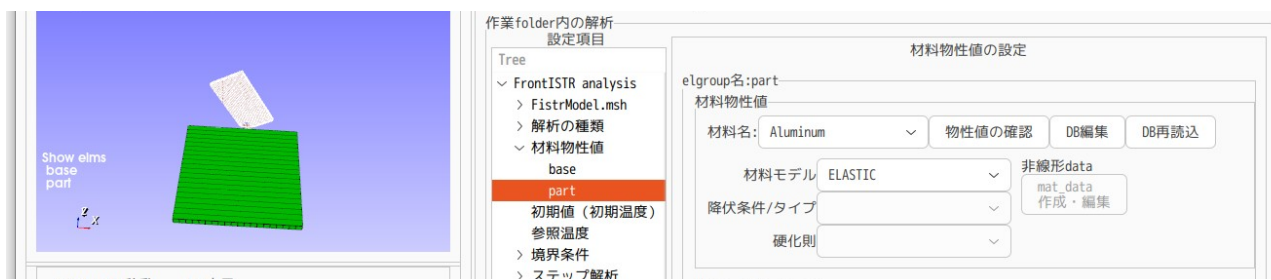 Show elms
base
part
Z
X
作業folder内の解析
設定項目
Tree
FrontISTR analysis
FistrModel.msh
解析の種類
材料物性値
base
part
初期値（初期温度）
参照温度
境界条件
ステップ解析
材料物性値の設定
elgroup名:part
材料物性値
材料名: Aluminum 物性値の確認 DB編集 DB再読込
材料モデル ELASTIC
降伏条件/タイプ
硬化則
非線形data
mat_data
作成・編集